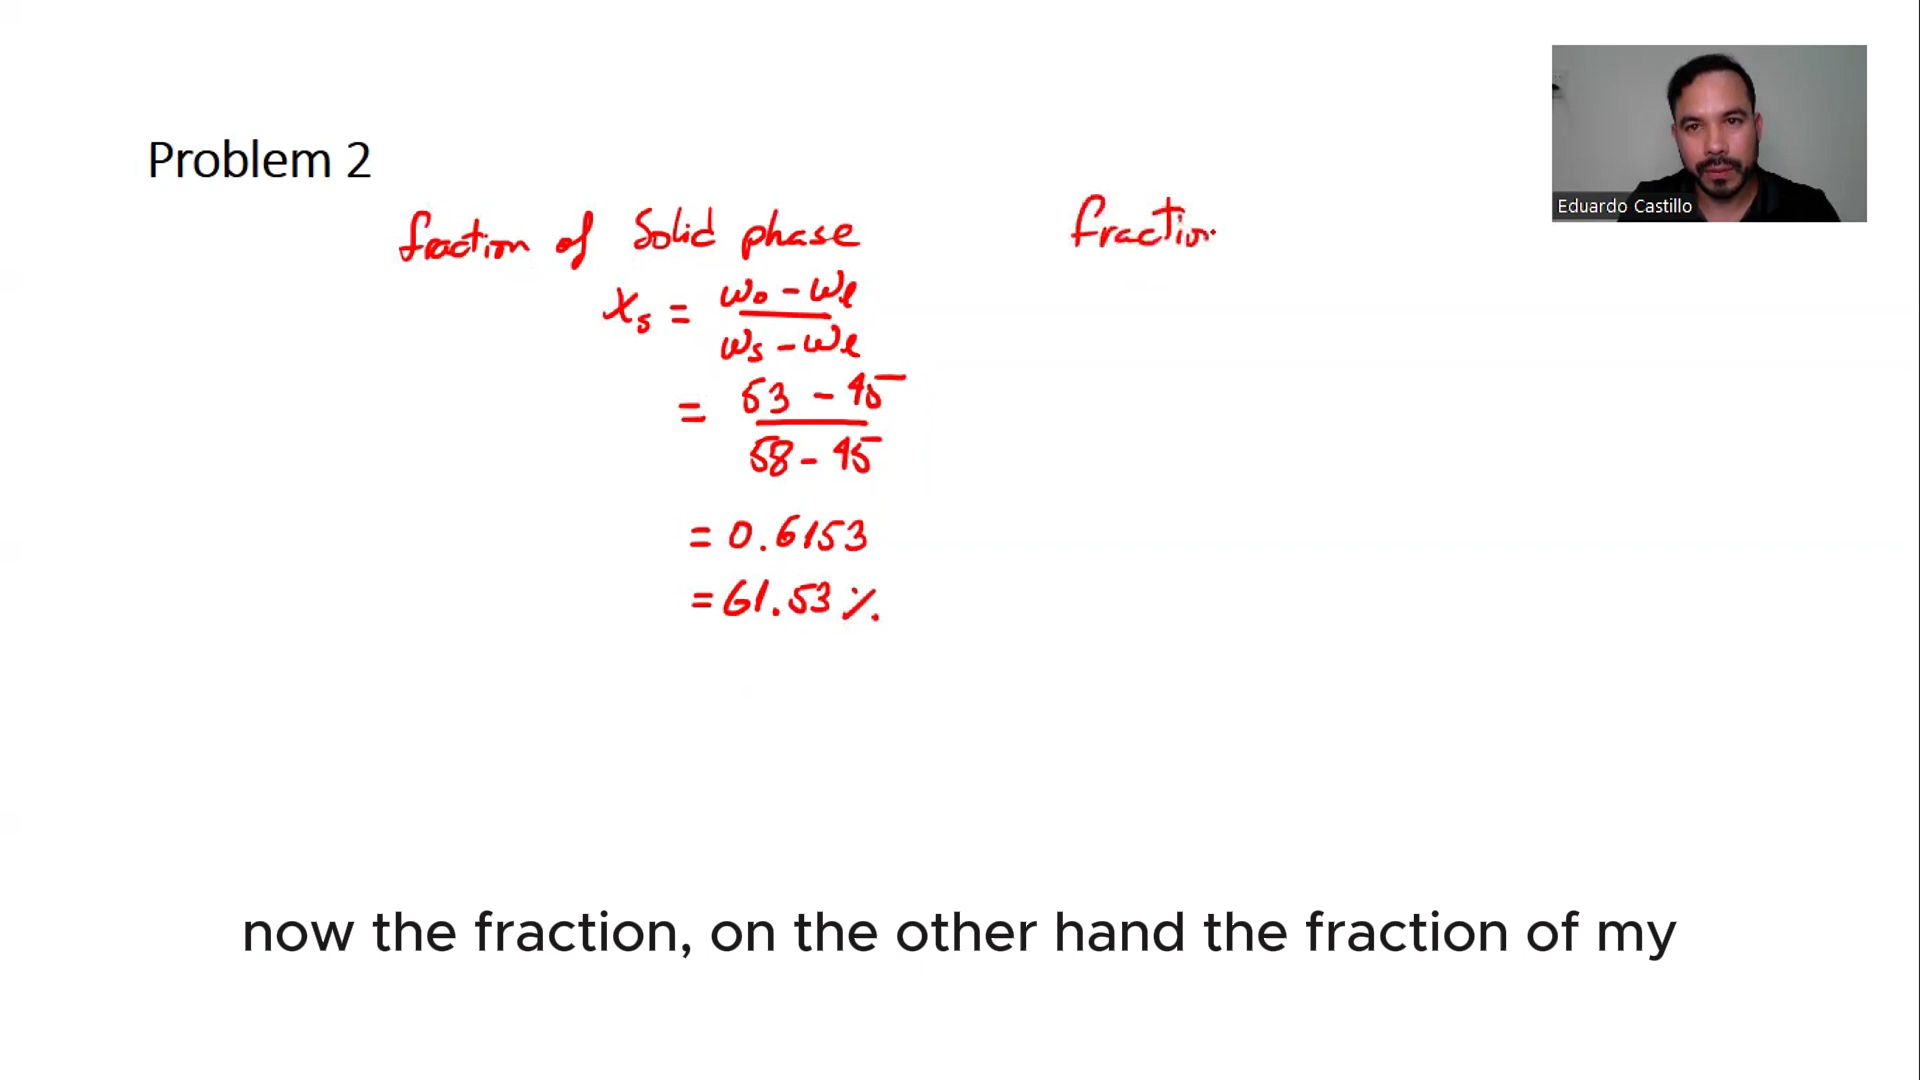 Problem 2
Eduardo Castillo
fraction of Solid phase
Xs = wo - wl
ws - wl
= 53 - 45
58 - 45
= 0.6153
= 61.53 %
fraction
now the fraction, on the other hand the fraction of my